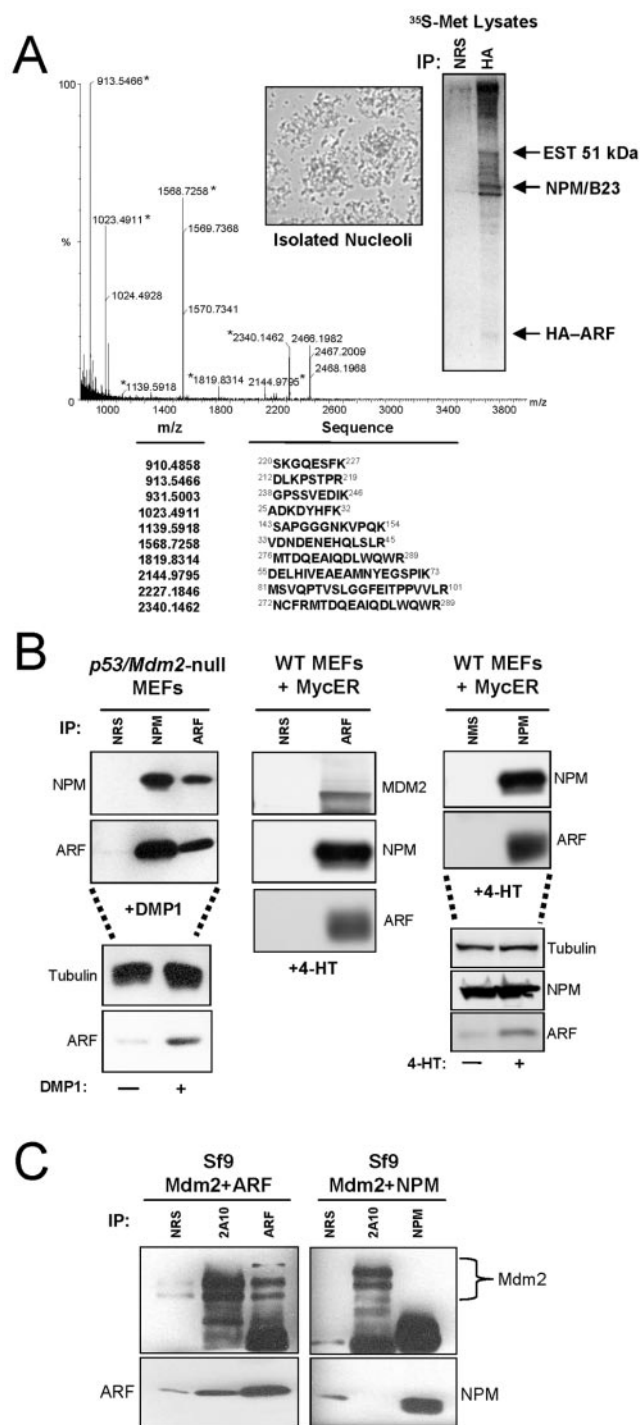 A
³⁵S-Met Lysates
IP: NRS HA
100
%
913.5466 *
1023.4911 *
1024.4928
1568.7258 *
1569.7368
1570.7341
*2340.1462
2466.1982
2467.2009
2468.1968
*1139.5918
*1819.8314
2144.9795*
1000 1400 1800 2200 2600 3000 3400 3800
m/z
Isolated Nucleoli
EST 51 kDa
NPM/B23
HA–ARF
m/z Sequence
910.4858 ²²⁰SKGQESFK²²⁷
913.5466 ²¹²DLKPSTPR²¹⁹
931.5003 ²³⁸GPSSVEDIK²⁴⁶
1023.4911 ²⁵ADKDYHFK³²
1139.5918 ¹⁴³SAPGGGNKVPQK¹⁵⁴
1568.7258 ³³VDNDENEHQLSLR⁴⁵
1819.8314 ²⁷⁶MTDQEAIQDLWQWR²⁸⁹
2144.9795 ⁵⁵DELHIVEAEAMNYEGSPIK⁷³
2227.1846 ⁸¹MSVQPTVSLGGFEITPPVVLR¹⁰¹
2340.1462 ²⁷²NCFRMTDQEAIQDLWQWR²⁸⁹
B
p53/Mdm2-null
MEFs
IP: NRS NPM ARF
NPM
ARF
+DMP1
Tubulin
ARF
DMP1: — +
WT MEFs
+ MycER
NRS ARF
MDM2
NPM
ARF
+4-HT
WT MEFs
+ MycER
NMS NPM
NPM
ARF
+4-HT
Tubulin
NPM
ARF
4-HT: — +
C
Sf9
Mdm2+ARF
Sf9
Mdm2+NPM
IP: NRS 2A10 ARF NRS 2A10 NPM
Mdm2
ARF NPM